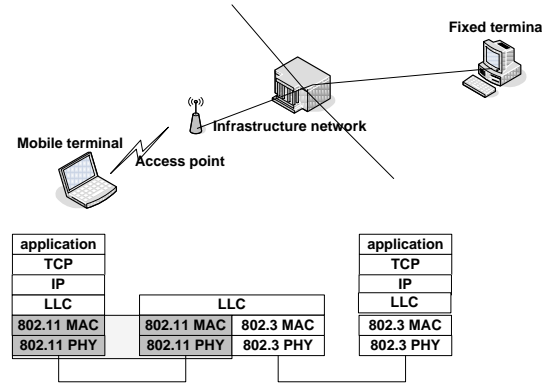 Fixed termina
Infrastructure network
Mobile terminal
Access point
application
TCP
IP
LLC
802.11 MAC
802.11 PHY
LLC
802.11 MAC 802.3 MAC
802.11 PHY 802.3 PHY
application
TCP
IP
LLC
802.3 MAC
802.3 PHY